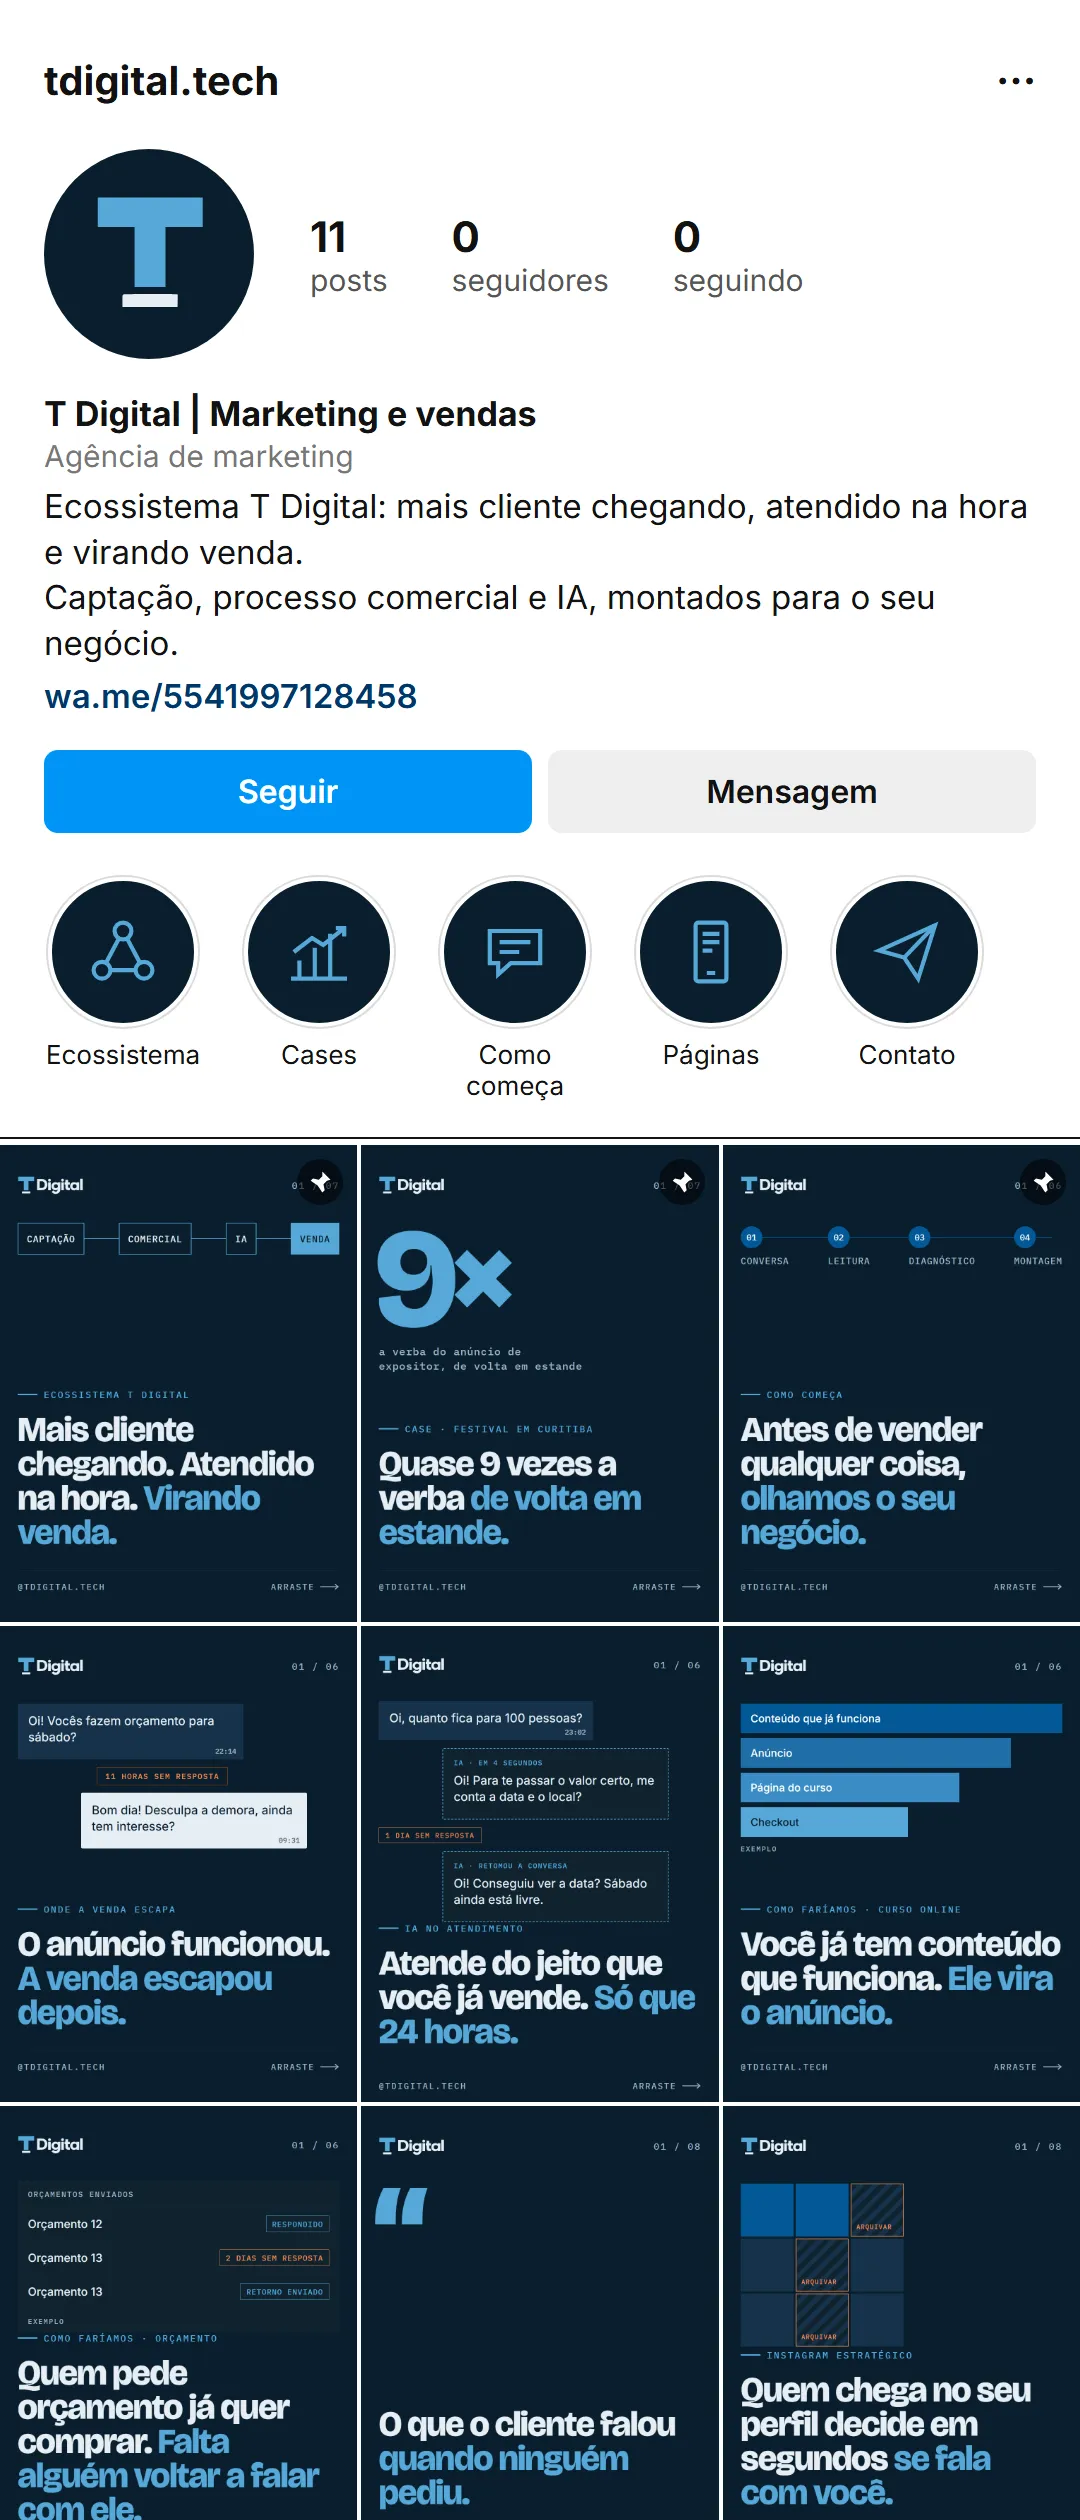 tdigital.tech
11
posts
0
seguidores
0
seguindo
T Digital | Marketing e vendas
Agência de marketing
Ecossistema T Digital: mais cliente chegando, atendido na hora
e virando venda.
Captação, processo comercial e IA, montados para o seu
negócio.
wa.me/5541997128458
Seguir
Mensagem
Ecossistema
Cases
Como
começa
Páginas
Contato
T Digital
CAPTAÇÃO
COMERCIAL
IA
VENDA
ECOSSISTEMA T DIGITAL
Mais cliente
chegando. Atendido
na hora. Virando
venda.
@TDIGITAL.TECH
ARRASTE
T Digital
9×
a verba do anúncio de
expositor, de volta em estande
CASE · FESTIVAL EM CURITIBA
Quase 9 vezes a
verba de volta em
estande.
@TDIGITAL.TECH
ARRASTE
T Digital
01
02
03
04
CONVERSA
LEITURA
DIAGNÓSTICO
MONTAGEM
COMO COMEÇA
Antes de vender
qualquer coisa,
olhamos o seu
negócio.
@TDIGITAL.TECH
ARRASTE
T Digital
01 / 06
Oi! Vocês fazem orçamento para
sábado?
22:14
11 HORAS SEM RESPOSTA
Bom dia! Desculpa a demora, ainda
tem interesse?
09:31
ONDE A VENDA ESCAPA
O anúncio funcionou.
A venda escapou
depois.
@TDIGITAL.TECH
ARRASTE
T Digital
01 / 06
Oi, quanto fica para 100 pessoas?
23:02
IA · EM 4 SEGUNDOS
Oi! Para te passar o valor certo, me
conta a data e o local?
1 DIA SEM RESPOSTA
IA · RETOMOU A CONVERSA
Oi! Conseguiu ver a data? Sábado
ainda está livre.
IA NO ATENDIMENTO
Atende do jeito que
você já vende. Só que
24 horas.
@TDIGITAL.TECH
ARRASTE
T Digital
01 / 06
Conteúdo que já funciona
Anúncio
Página do curso
Checkout
EXEMPLO
COMO FARÍAMOS · CURSO ONLINE
Você já tem conteúdo
que funciona. Ele vira
o anúncio.
@TDIGITAL.TECH
ARRASTE
T Digital
01 / 06
ORÇAMENTOS ENVIADOS
Orçamento 12
RESPONDIDO
Orçamento 13
2 DIAS SEM RESPOSTA
Orçamento 13
RETORNO ENVIADO
EXEMPLO
COMO FARÍAMOS · ORÇAMENTO
Quem pede
orçamento já quer
comprar. Falta
alguém voltar a falar
com ele.
T Digital
01 / 08
“
O que o cliente falou
quando ninguém
pediu.
T Digital
01 / 08
ARQUIVAR
ARQUIVAR
ARQUIVAR
INSTAGRAM ESTRATÉGICO
Quem chega no seu
perfil decide em
segundos se fala
com você.